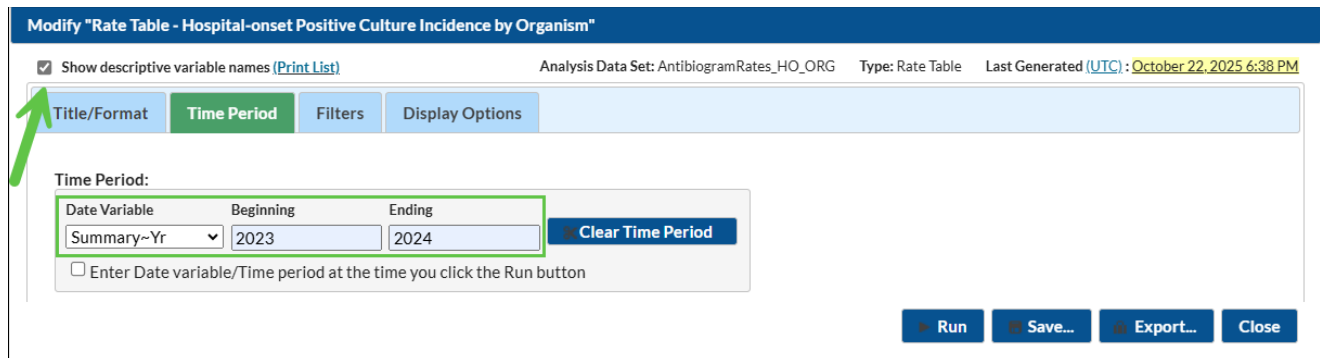 Modify "Rate Table - Hospital-onset Positive Culture Incidence by Organism"
Show descriptive variable names (Print List) Analysis Data Set: AntibiogramRates_HO_ORG Type: Rate Table Last Generated (UTC) : October 22, 2025 6:38 PM
Title/Format Time Period Filters Display Options
Time Period:
Date Variable Beginning Ending
Summary~Yr 2023 2024 Clear Time Period
Enter Date variable/Time period at the time you click the Run button
Run Save... Export... Close